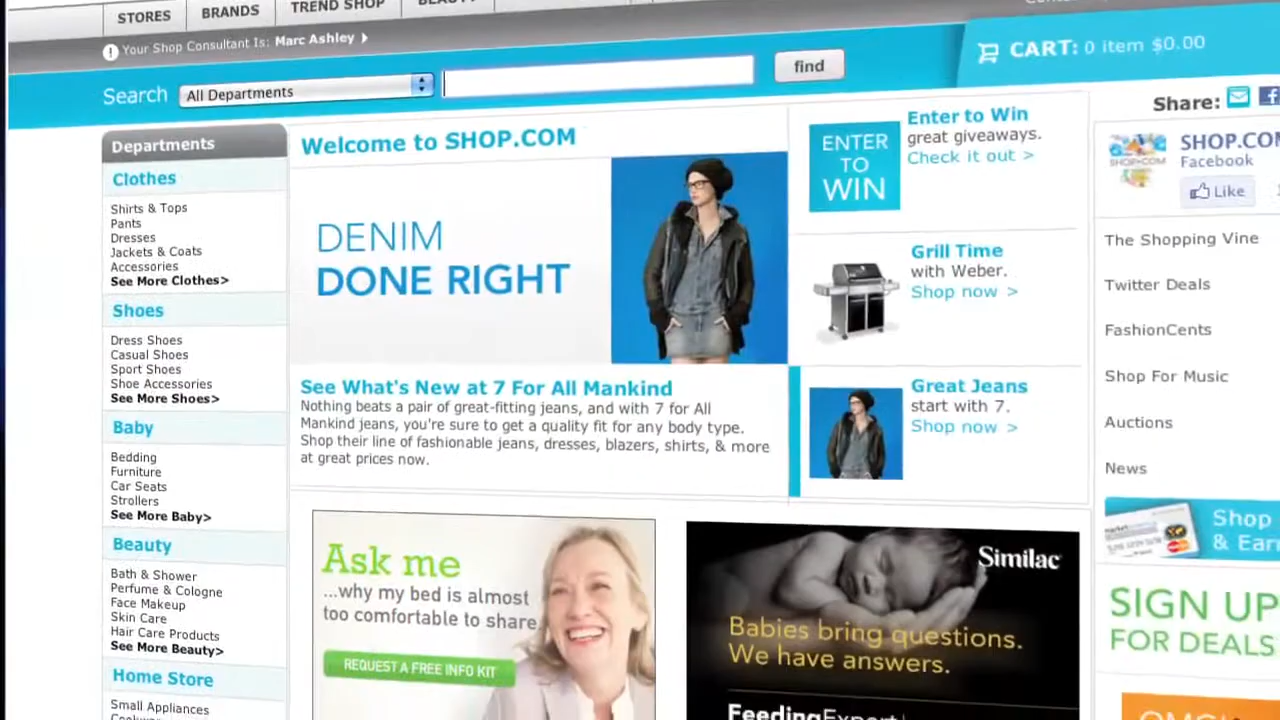 STORES
BRANDS
TREND SHOP
Your Shop Consultant Is: Marc Ashley
CART: 0 item $0.00
Search
All Departments
find
Share:
Departments
Clothes
Shirts & Tops
Pants
Dresses
Jackets & Coats
Accessories
See More Clothes>
Shoes
Dress Shoes
Casual Shoes
Sport Shoes
Shoe Accessories
See More Shoes>
Baby
Bedding
Furniture
Car Seats
Strollers
See More Baby>
Beauty
Bath & Shower
Perfume & Cologne
Face Makeup
Skin Care
Hair Care Products
See More Beauty>
Home Store
Small Appliances
Welcome to SHOP.COM
DENIM
DONE RIGHT
See What's New at 7 For All Mankind
Nothing beats a pair of great-fitting jeans, and with 7 for All
Mankind jeans, you're sure to get a quality fit for any body type.
Shop their line of fashionable jeans, dresses, blazers, shirts, & more
at great prices now.
ENTER
TO
WIN
Enter to Win
great giveaways.
Check it out >
Grill Time
with Weber.
Shop now >
Great Jeans
start with 7.
Shop now >
Ask me
...why my bed is almost
too comfortable to share
REQUEST A FREE INFO KIT
Similac
Babies bring questions.
We have answers.
SHOP.COM
SHOP.COM
Facebook
Like
The Shopping Vine
Twitter Deals
FashionCents
Shop For Music
Auctions
News
Shop
& Earn
SIGN UP
FOR DEALS